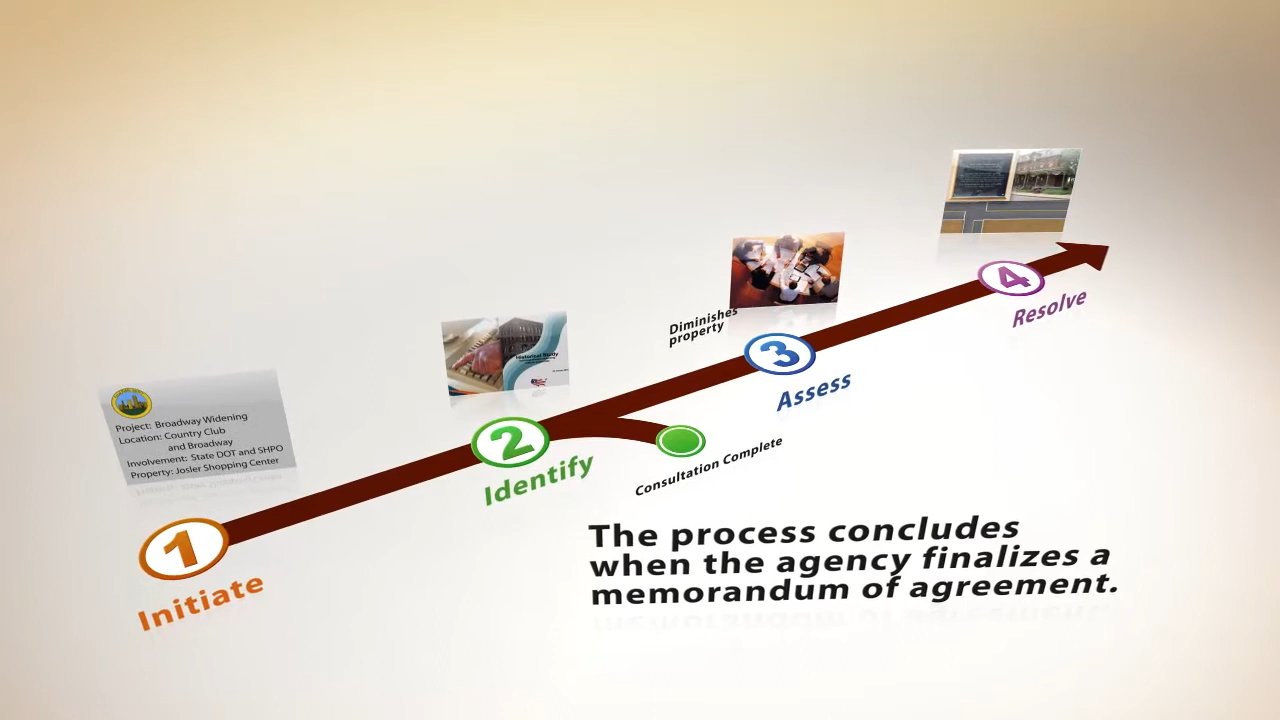 Project: Broadway Widening
Location: Country Club
and Broadway
Involvement: State DOT and SHPO
Property: Josler Shopping Center
1
Initiate
Historical Study
2
Identify
Consultation Complete
Diminishes
property
3
Assess
4
Resolve
The process concludes
when the agency finalizes a
memorandum of agreement.